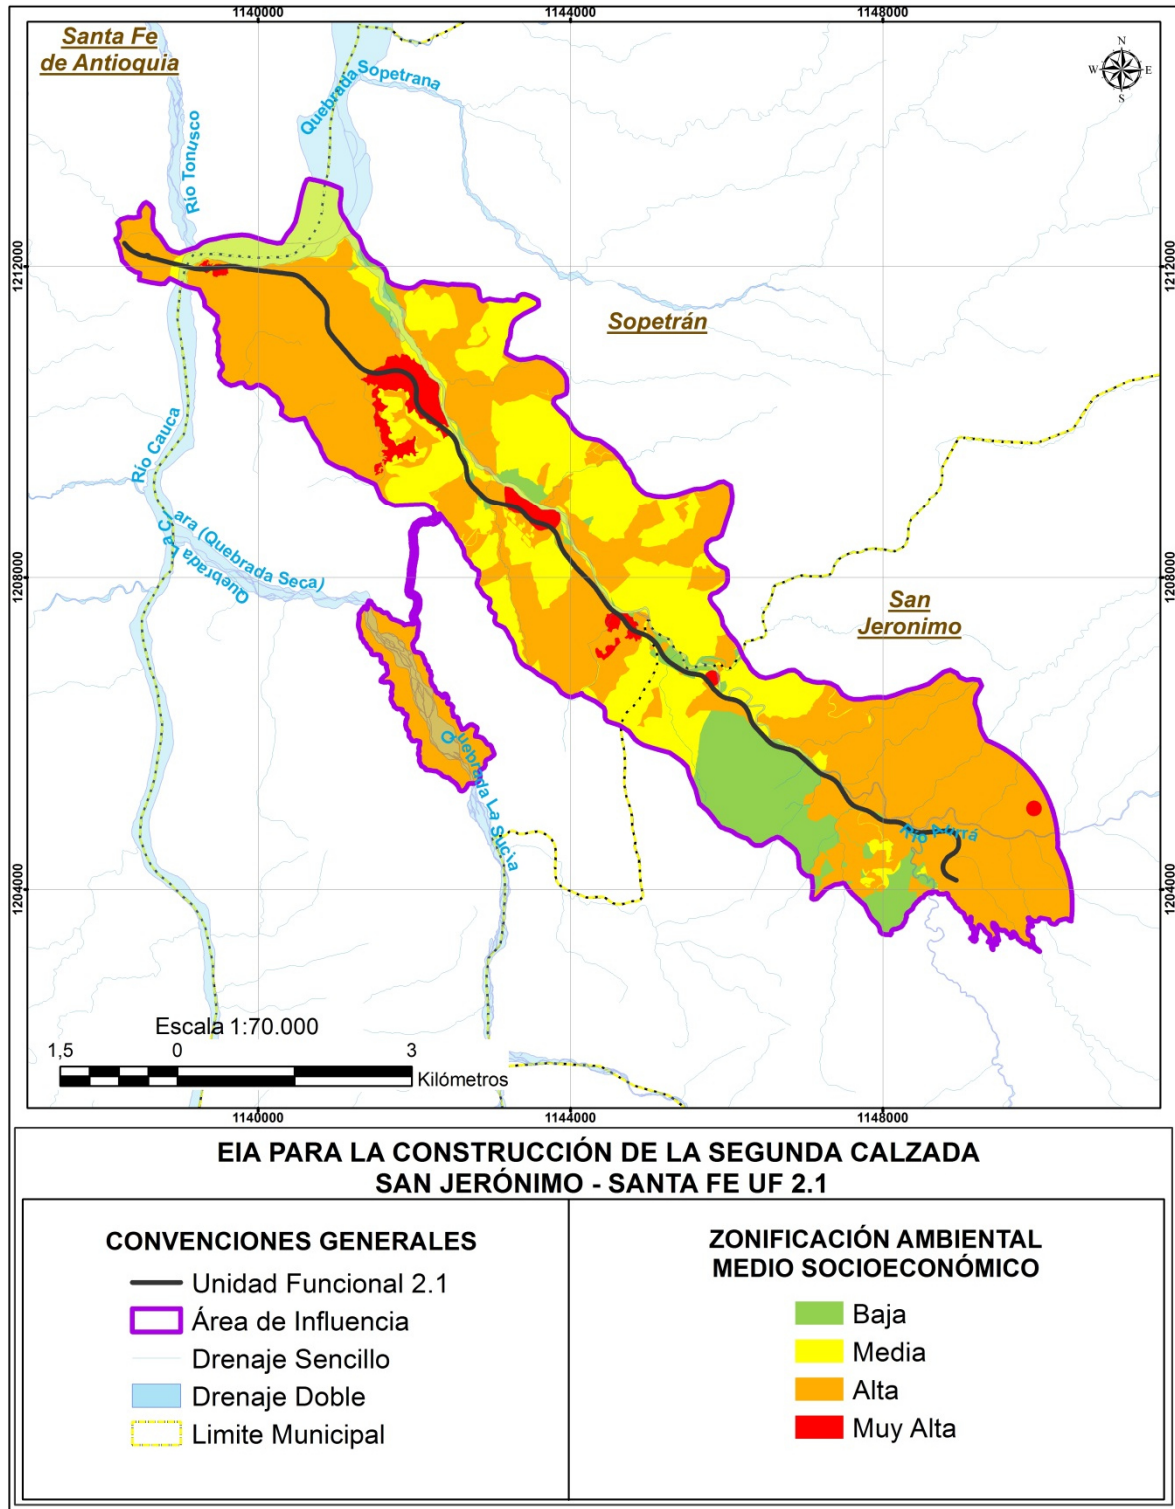 1140000
1144000
1148000
Santa Fe
de Antioquia
Quebrada Sopetrana
N
W
E
S
Río Tonusco
1212000
1212000
Sopetrán
Río Cauca
Quebrada La Clara (Quebrada Seca)
1208000
1208000
San
Jeronimo
Quebrada La Sucia
Río Aurrá
1204000
1204000
Escala 1:70.000
1,5
0
3
Kilómetros
1140000
1144000
1148000
EIA PARA LA CONSTRUCCIÓN DE LA SEGUNDA CALZADA
SAN JERÓNIMO - SANTA FE UF 2.1
CONVENCIONES GENERALES
Unidad Funcional 2.1
Área de Influencia
Drenaje Sencillo
Drenaje Doble
Limite Municipal
ZONIFICACIÓN AMBIENTAL
MEDIO SOCIOECONÓMICO
Baja
Media
Alta
Muy Alta